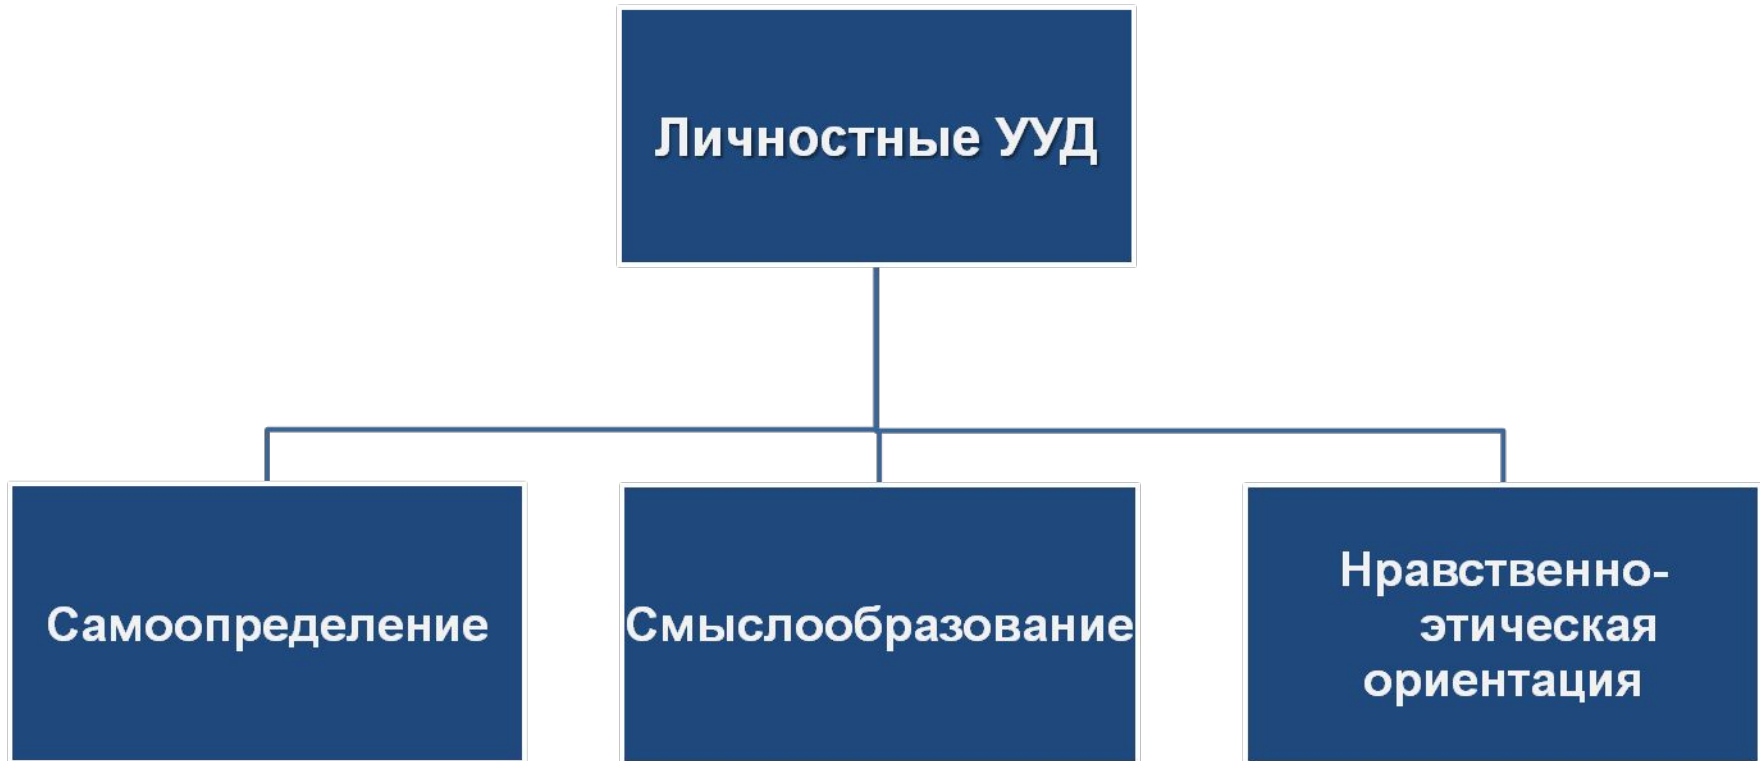 Личностные УУД
Самоопределение
Смыслообразование
Нравственно-
этическая
ориентация